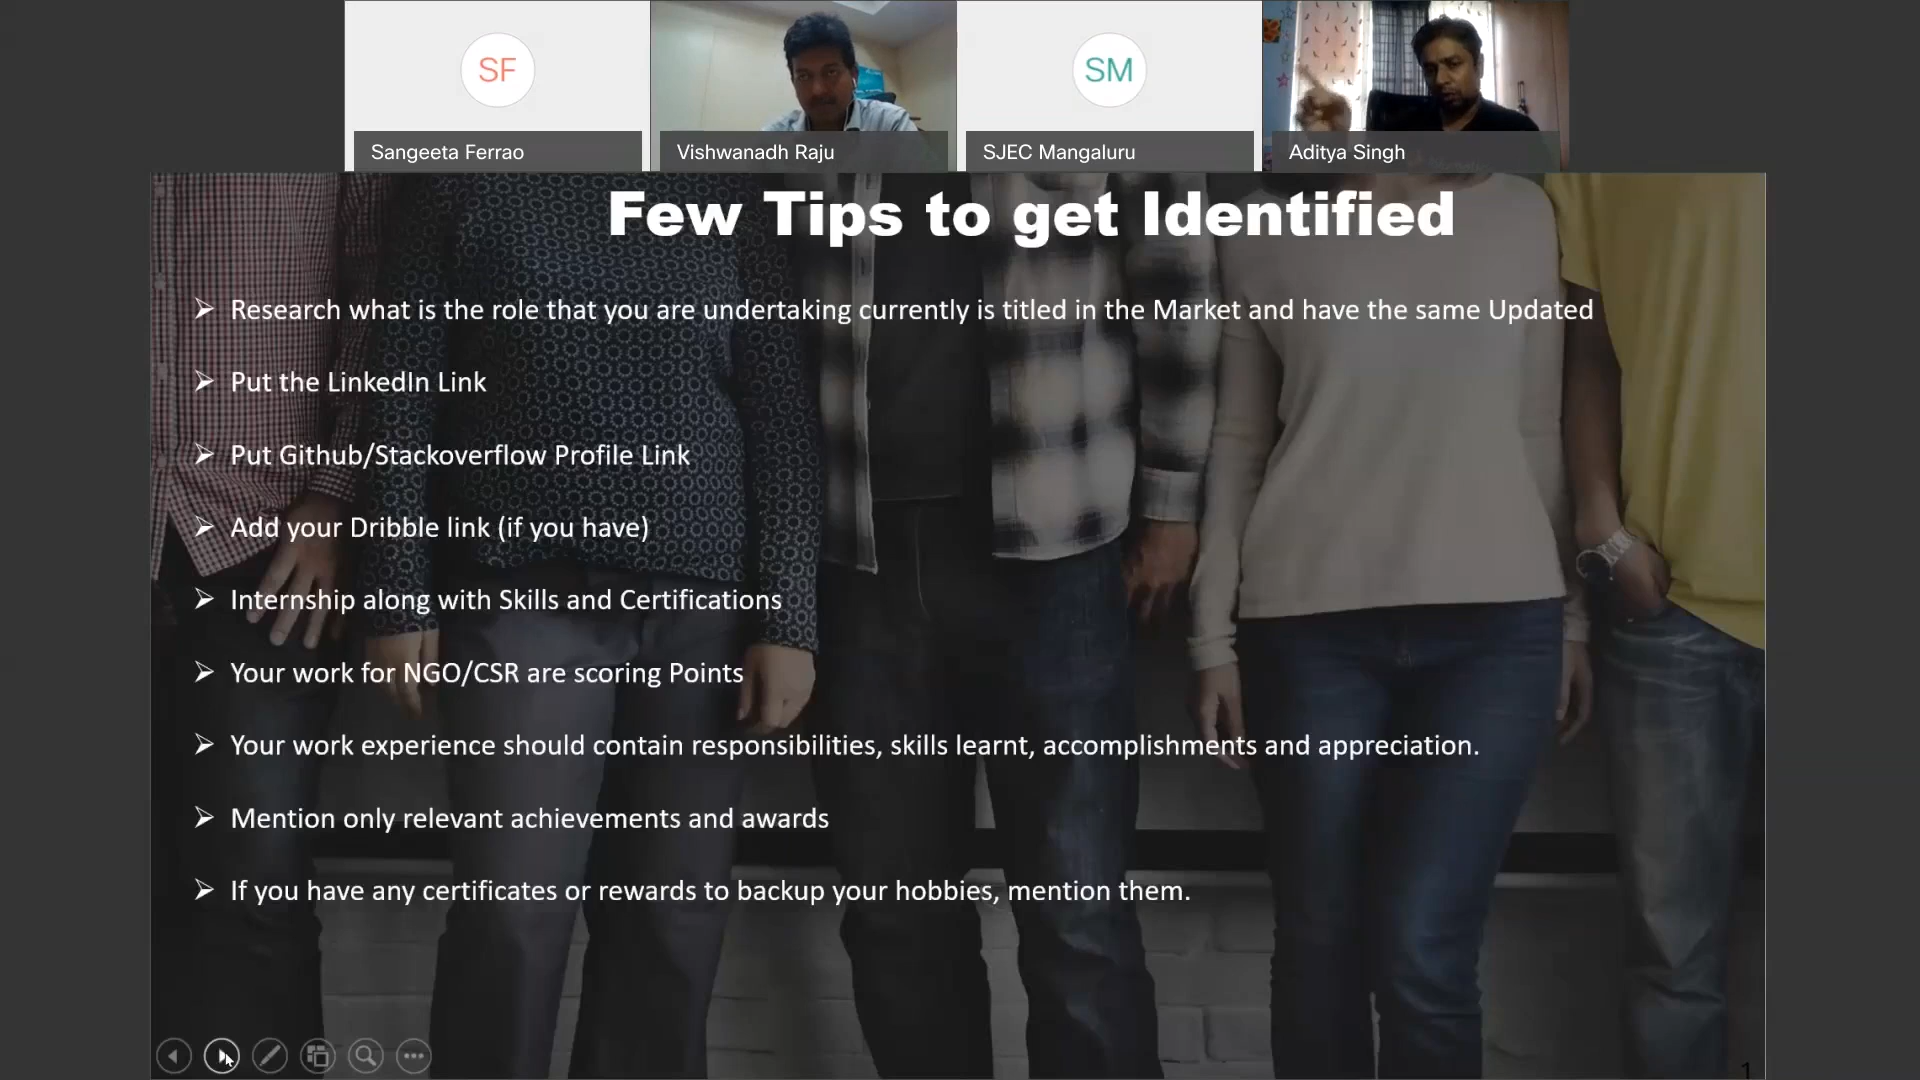 SF
SM
Sangeeta Ferrao
Vishwanadh Raju
SJEC Mangaluru
Aditya Singh
Few Tips to get Identified
Research what is the role that you are undertaking currently is titled in the Market and have the same Updated
Put the LinkedIn Link
Put Github/Stackoverflow Profile Link
Add your Dribble link (if you have)
Internship along with Skills and Certifications
Your work for NGO/CSR are scoring Points
Your work experience should contain responsibilities, skills learnt, accomplishments and appreciation.
Mention only relevant achievements and awards
If you have any certificates or rewards to backup your hobbies, mention them.
1